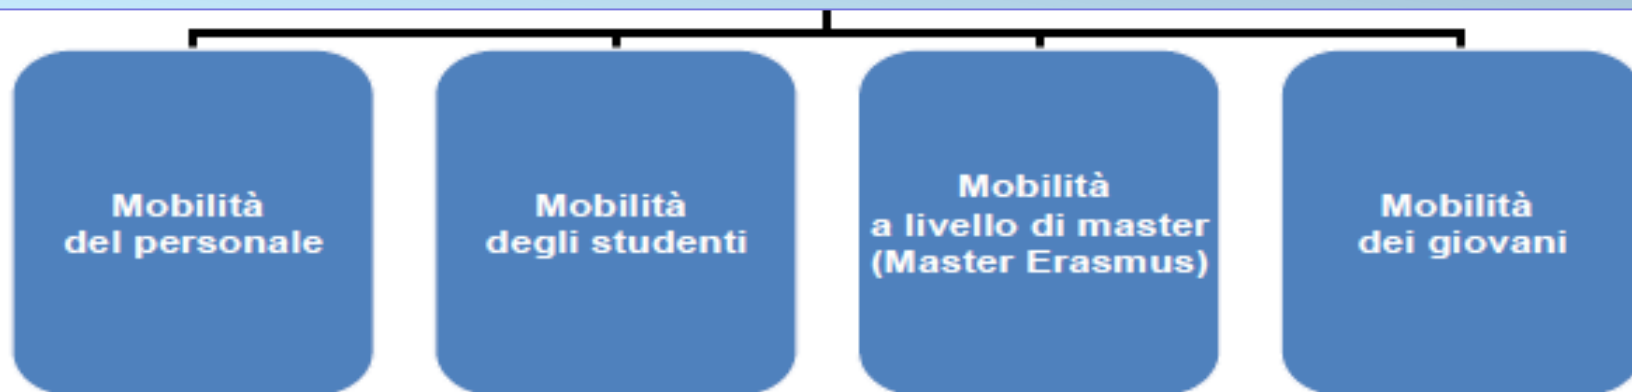 Mobilità
del personale
Mobilità
degli studenti
Mobilità
a livello di master
(Master Erasmus)
Mobilità
dei giovani